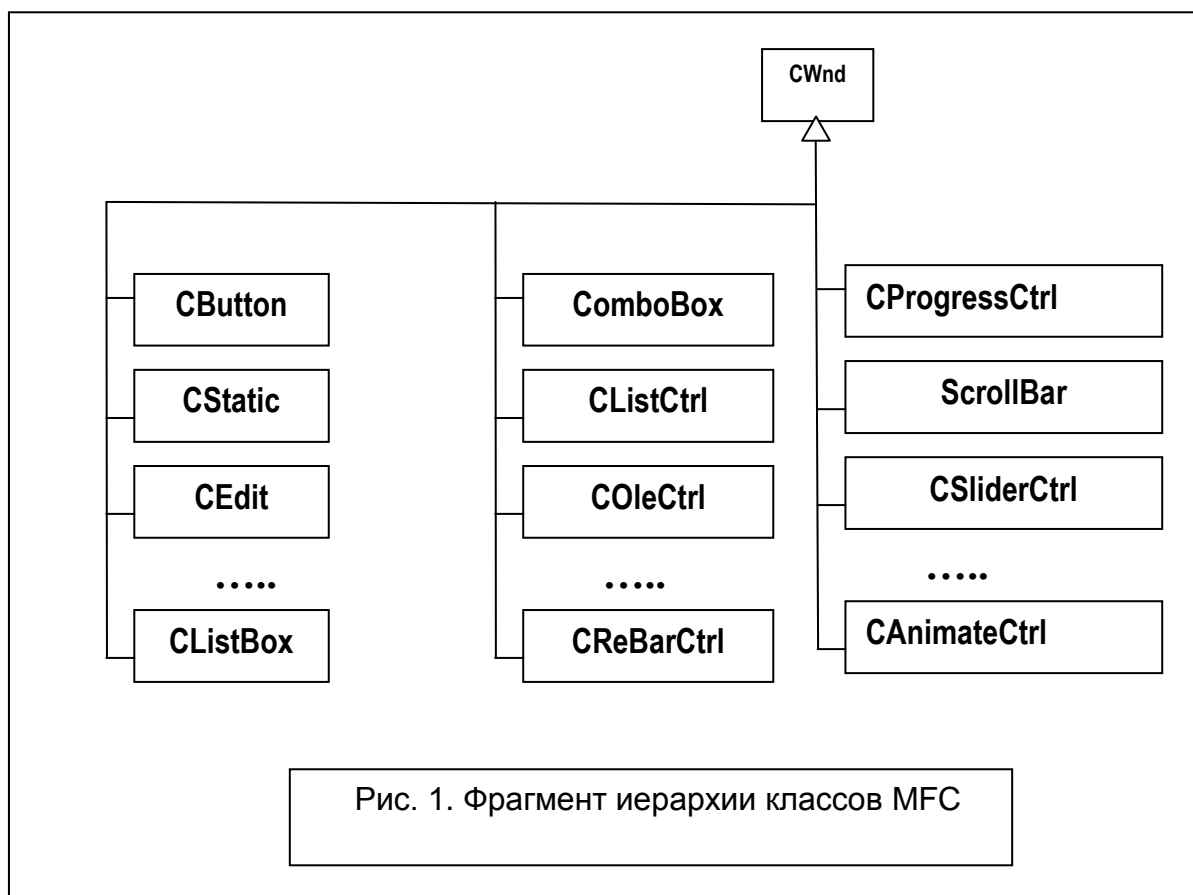 CWnd
CButton
CStatic
CEdit
…..
CListBox
ComboBox
CListCtrl
COleCtrl
…..
CReBarCtrl
CProgressCtrl
ScrollBar
CSliderCtrl
…..
CAnimateCtrl
Рис. 1. Фрагмент иерархии классов MFC